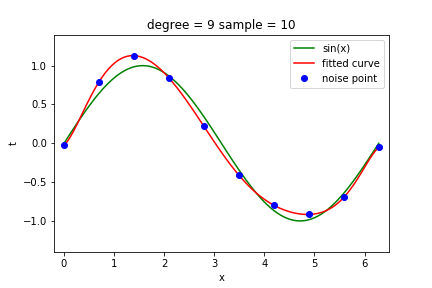 degree = 9 sample = 10
sin(x)
fitted curve
noise point
1.0
0.5
0.0
−0.5
−1.0
t
0 1 2 3 4 5 6
x